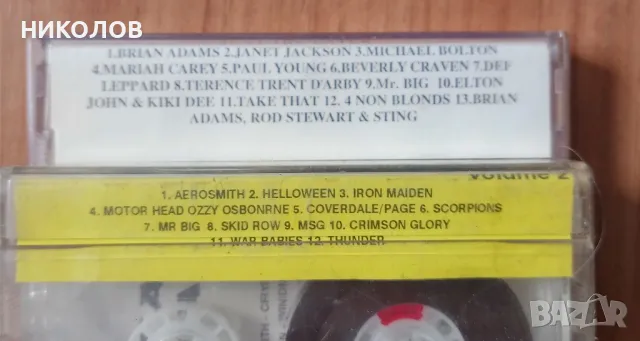 НИКОЛОВ
1.BRIAN ADAMS 2.JANET JACKSON 3.MICHAEL BOLTON
4.MARIAH CAREY 5.PAUL YOUNG 6.BEVERLY CRAVEN 7.DEF
LEPPARD 8.TERENCE TRENT D'ARBY 9.Mr. BIG 10.ELTON
JOHN & KIKI DEE 11.TAKE THAT 12. 4 NON BLONDS 13.BRIAN
ADAMS, ROD STEWART & STING
Volume 2
1. AEROSMITH 2. HELLOWEEN 3. IRON MAIDEN
4. MOTOR HEAD OZZY OSBONRNE 5. COVERDALE/PAGE 6. SCORPIONS
7. MR BIG 8. SKID ROW 9. MSG 10. CRIMSON GLORY
11. WAR BABIES 12. THUNDER
BAZAR